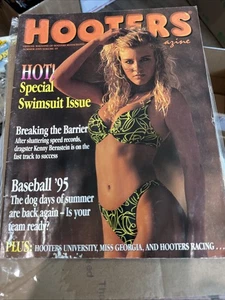 HOOTERS
azine
HOT!
Special
Swimsuit Issue
Breaking the Barrier
After shuttering speed records,
dragster Kenny Bernstein is on the
fast track to success
Baseball '95
The dog days of summer
are back again – Is your
team ready?
PLUS: HOOTERS UNIVERSITY, MISS GEORGIA, AND HOOTERS RACING . . .